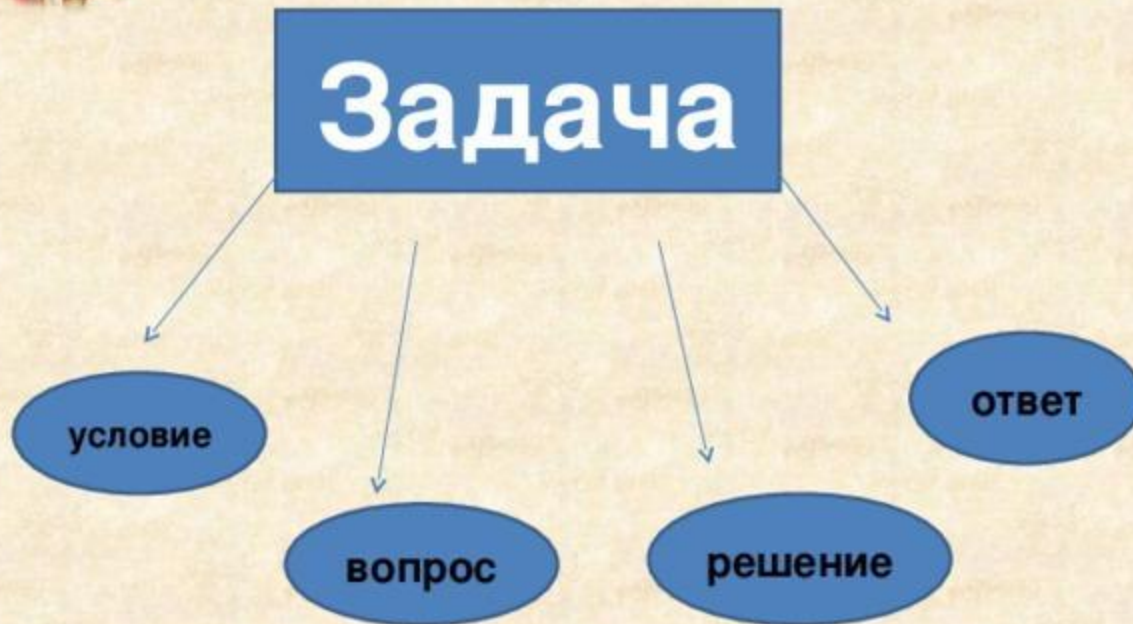 Задача
условие
вопрос
решение
ответ